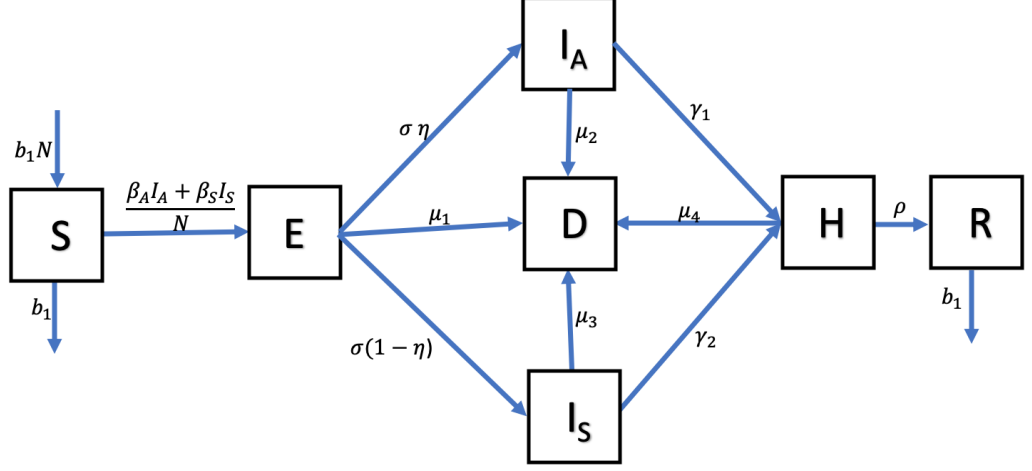 I_A
σ η
γ₁
μ₂
b₁N
(β_A I_A + β_S I_S) / N
S
E
μ₁
D
μ₄
H
ρ
R
b₁
b₁
μ₃
σ(1 − η)
γ₂
I_S